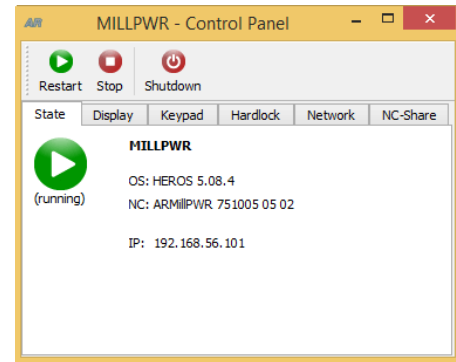 AR MILLPWR - Control Panel
Restart Stop Shutdown
State Display Keypad Hardlock Network NC-Share
MILLPWR
OS: HEROS 5.08.4
(running)
NC: ARMillPWR 751005 05 02
IP: 192.168.56.101